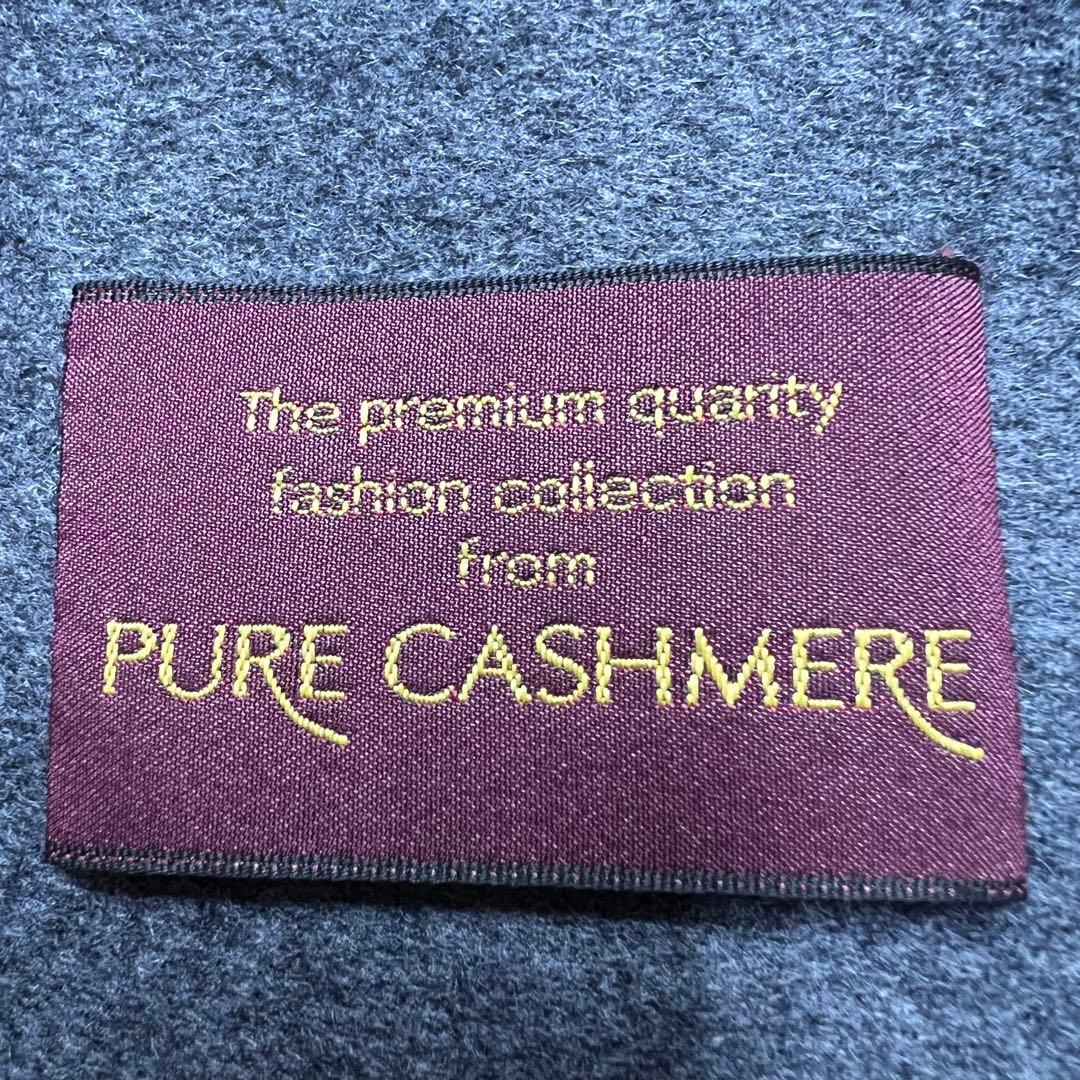 The premium quarity
fashion collection
from
PURE CASHMERE